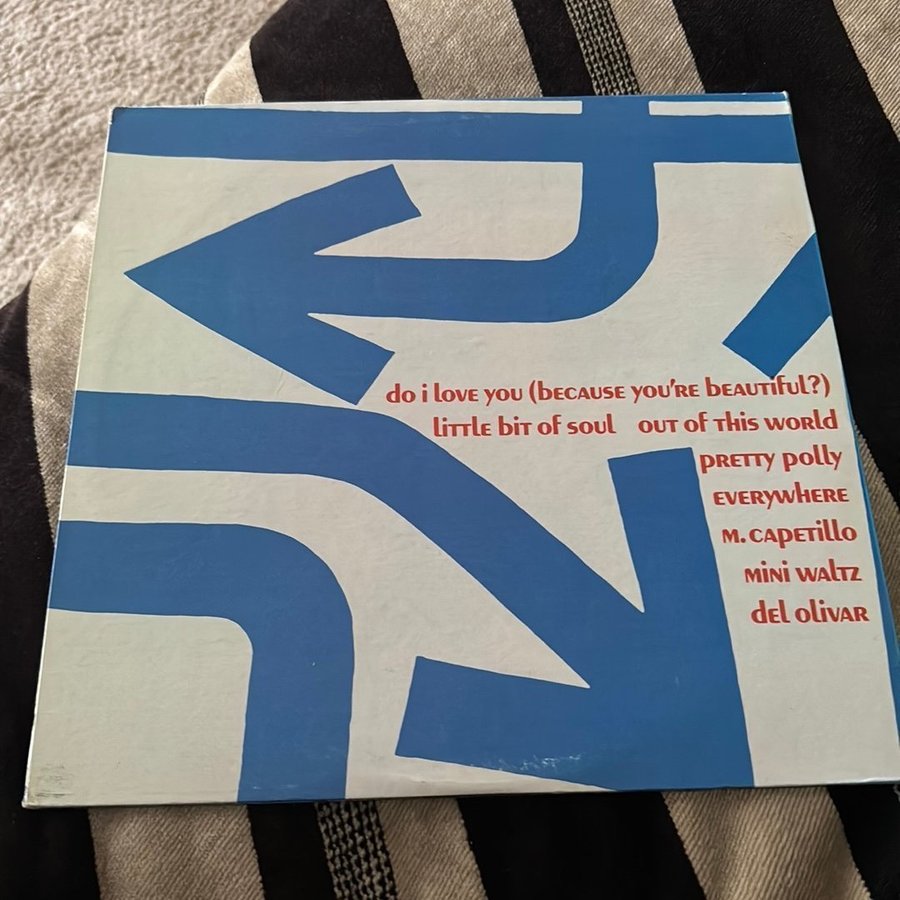 do i love you (because you're beautiful?)
little bit of soul out of this world
pretty polly
everywhere
m. capetillo
mini waltz
del olivar